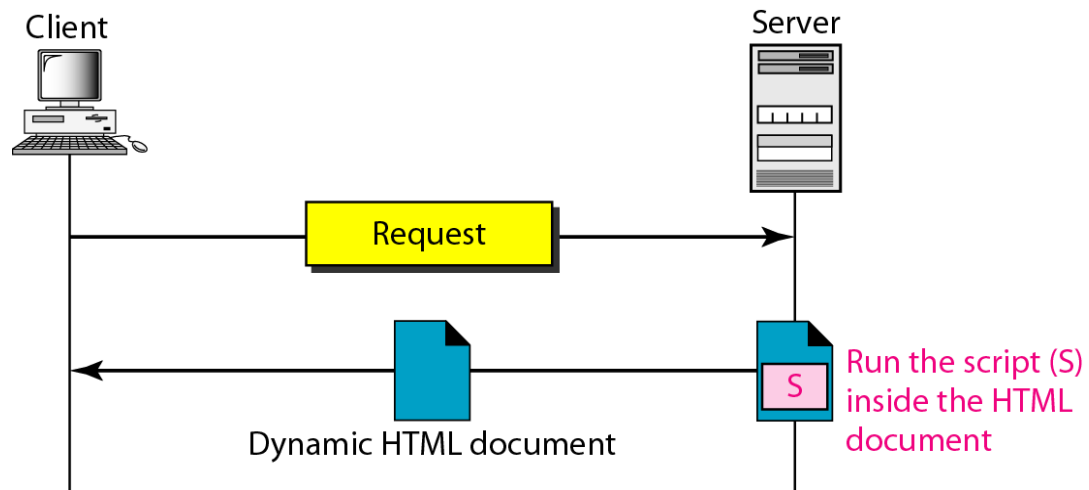 Client
Server
Request
S
Run the script (S)
inside the HTML
document
Dynamic HTML document